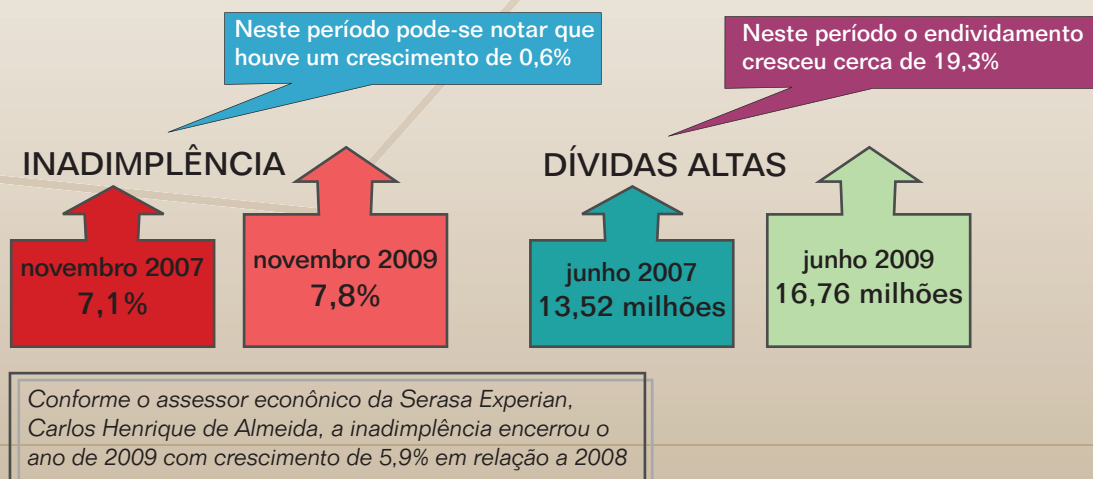 Neste período pode-se notar que
houve um crescimento de 0,6%
Neste período o endividamento
cresceu cerca de 19,3%
INADIMPLÊNCIA
DÍVIDAS ALTAS
novembro 2007
7,1%
novembro 2009
7,8%
junho 2007
13,52 milhões
junho 2009
16,76 milhões
Conforme o assessor econômico da Serasa Experian,
Carlos Henrique de Almeida, a inadimplência encerrou o
ano de 2009 com crescimento de 5,9% em relação a 2008